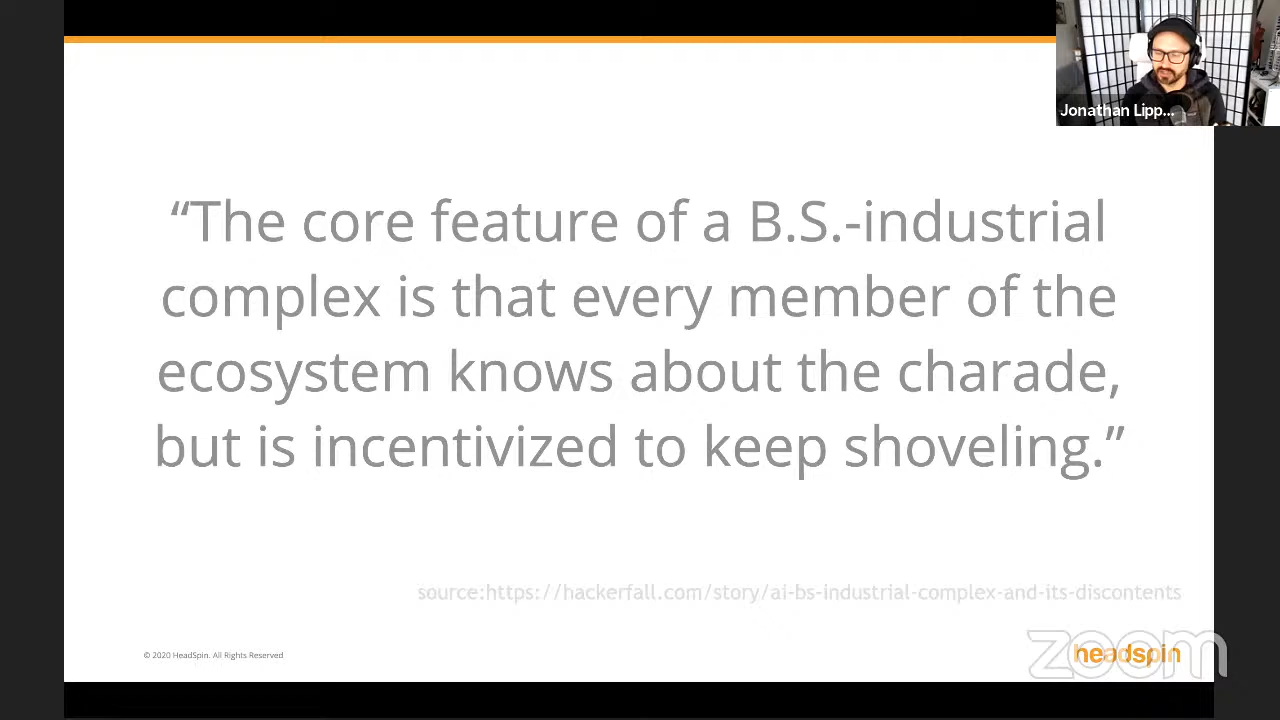 Jonathan Lipp...
“The core feature of a B.S.-industrial
complex is that every member of the
ecosystem knows about the charade,
but is incentivized to keep shoveling.”
source:https://hackerfall.com/story/ai-bs-industrial-complex-and-its-discontents
© 2020 HeadSpin. All Rights Reserved
headspin
zoom